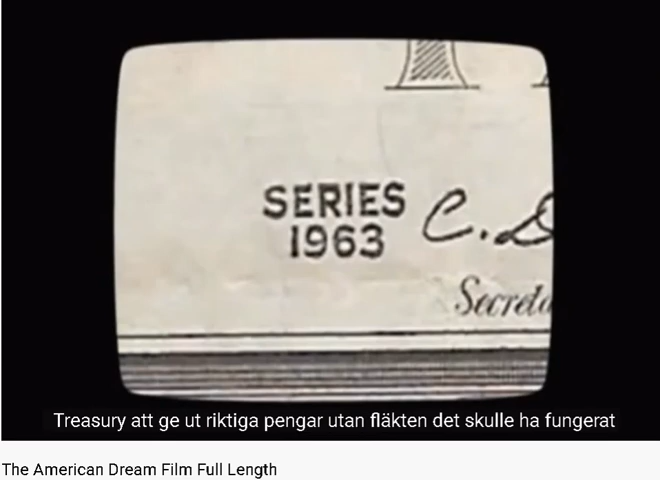 SERIES
1963
C. D
Secreta
Treasury att ge ut riktiga pengar utan fläkten det skulle ha fungerat
The American Dream Film Full Length